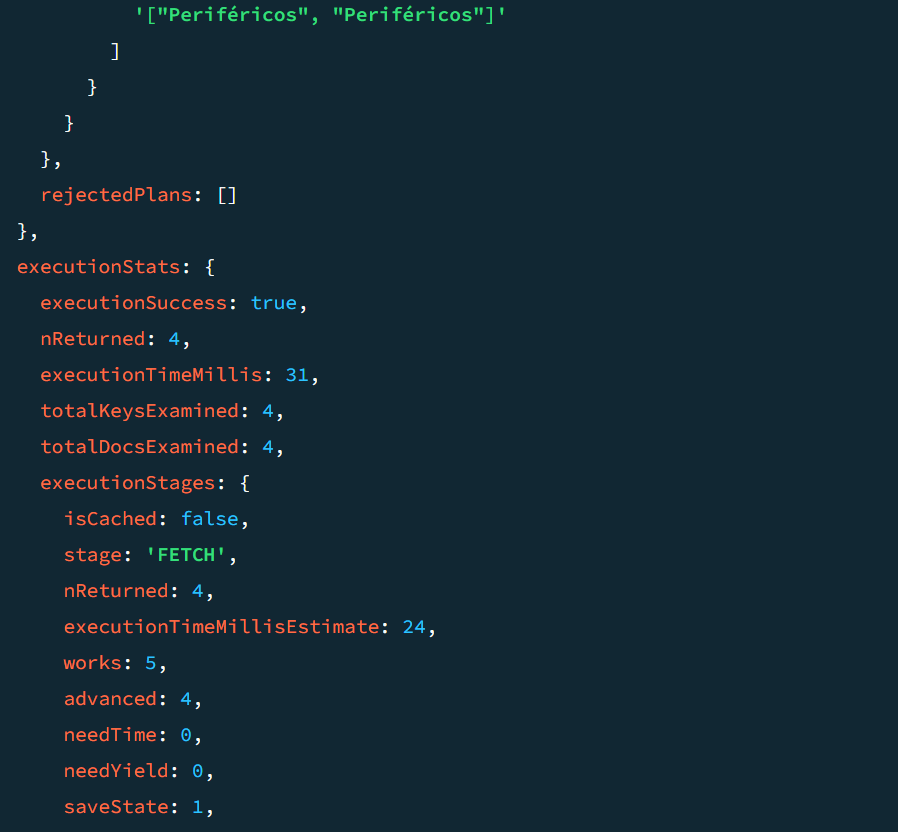 '["Periféricos", "Periféricos"]'
]
}
}
},
rejectedPlans: []
},
executionStats: {
executionSuccess: true,
nReturned: 4,
executionTimeMillis: 31,
totalKeysExamined: 4,
totalDocsExamined: 4,
executionStages: {
isCached: false,
stage: 'FETCH',
nReturned: 4,
executionTimeMillisEstimate: 24,
works: 5,
advanced: 4,
needTime: 0,
needYield: 0,
saveState: 1,